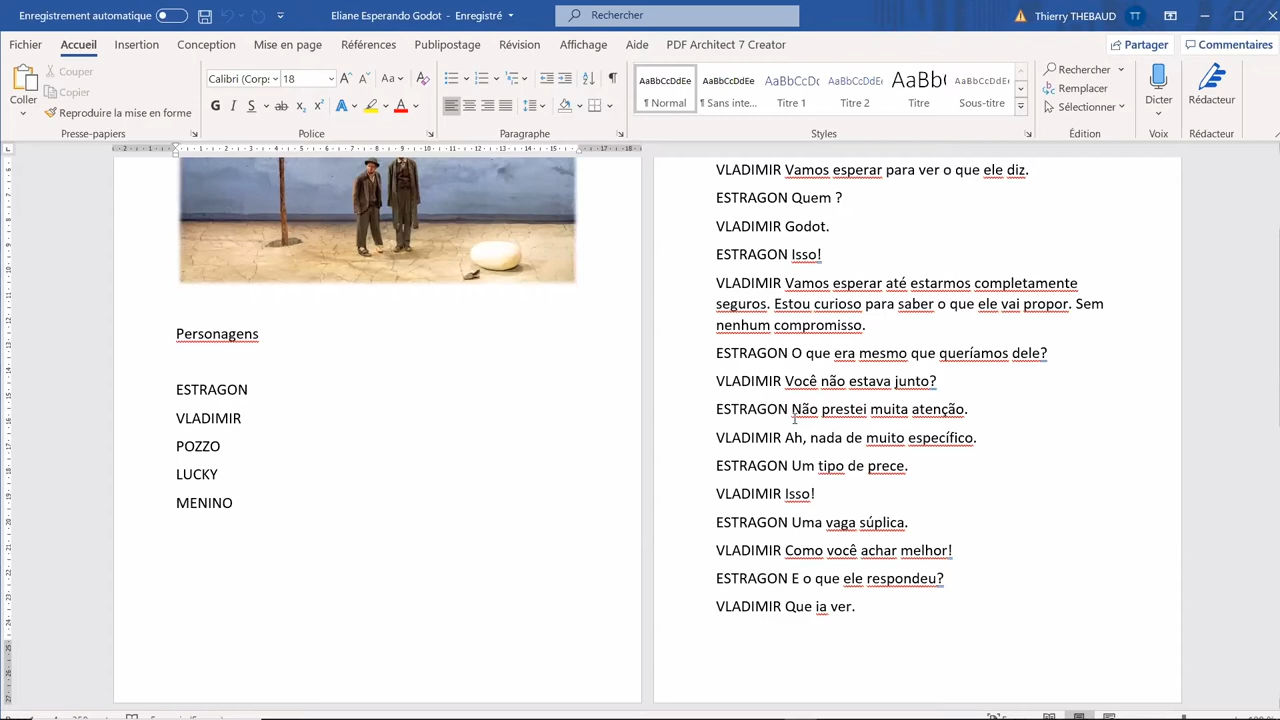 Enregistrement automatique
Eliane Esperando Godot - Enregistré
Rechercher
Thierry THEBAUD
TT
Fichier Accueil Insertion Conception Mise en page Références Publipostage Révision Affichage Aide PDF Architect 7 Creator
Partager Commentaires
Coller
Couper
Copier
Reproduire la mise en forme
Presse-papiers
Calibri (Corp: 18
Police
Paragraphe
AaBbCcDdEe AaBbCcDdEe AaBbCcDc AaBbCcDdE AaBb( AaBbCcDdEe
¶ Normal ¶ Sans inte... Titre 1 Titre 2 Titre Sous-titre
Styles
Rechercher
Remplacer
Sélectionner
Édition
Dicter
Voix
Rédacteur
Rédacteur
Personagens
ESTRAGON
VLADIMIR
POZZO
LUCKY
MENINO
VLADIMIR Vamos esperar para ver o que ele diz.
ESTRAGON Quem ?
VLADIMIR Godot.
ESTRAGON Isso!
VLADIMIR Vamos esperar até estarmos completamente
seguros. Estou curioso para saber o que ele vai propor. Sem
nenhum compromisso.
ESTRAGON O que era mesmo que queríamos dele?
VLADIMIR Você não estava junto?
ESTRAGON Não prestei muita atenção.
VLADIMIR Ah, nada de muito específico.
ESTRAGON Um tipo de prece.
VLADIMIR Isso!
ESTRAGON Uma vaga súplica.
VLADIMIR Como você achar melhor!
ESTRAGON E o que ele respondeu?
VLADIMIR Que ia ver.